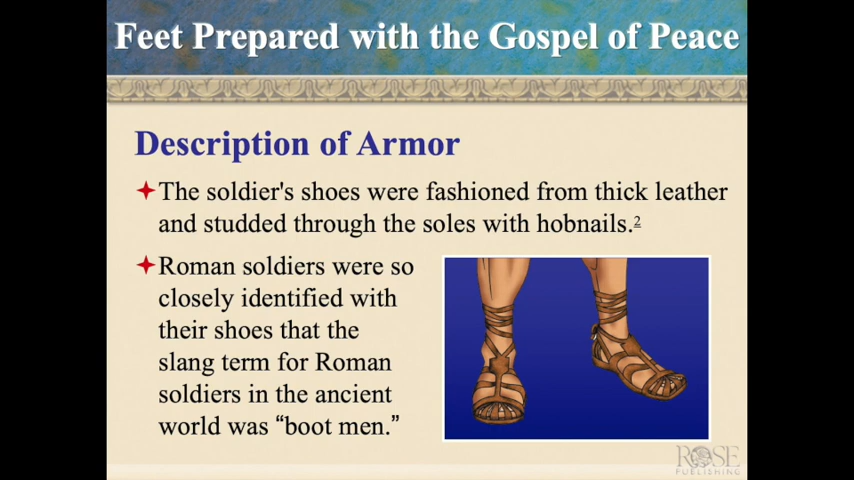 Feet Prepared with the Gospel of Peace
Description of Armor
The soldier's shoes were fashioned from thick leather
and studded through the soles with hobnails.2
Roman soldiers were so
closely identified with
their shoes that the
slang term for Roman
soldiers in the ancient
world was “boot men.”
ROSE
PUBLISHING